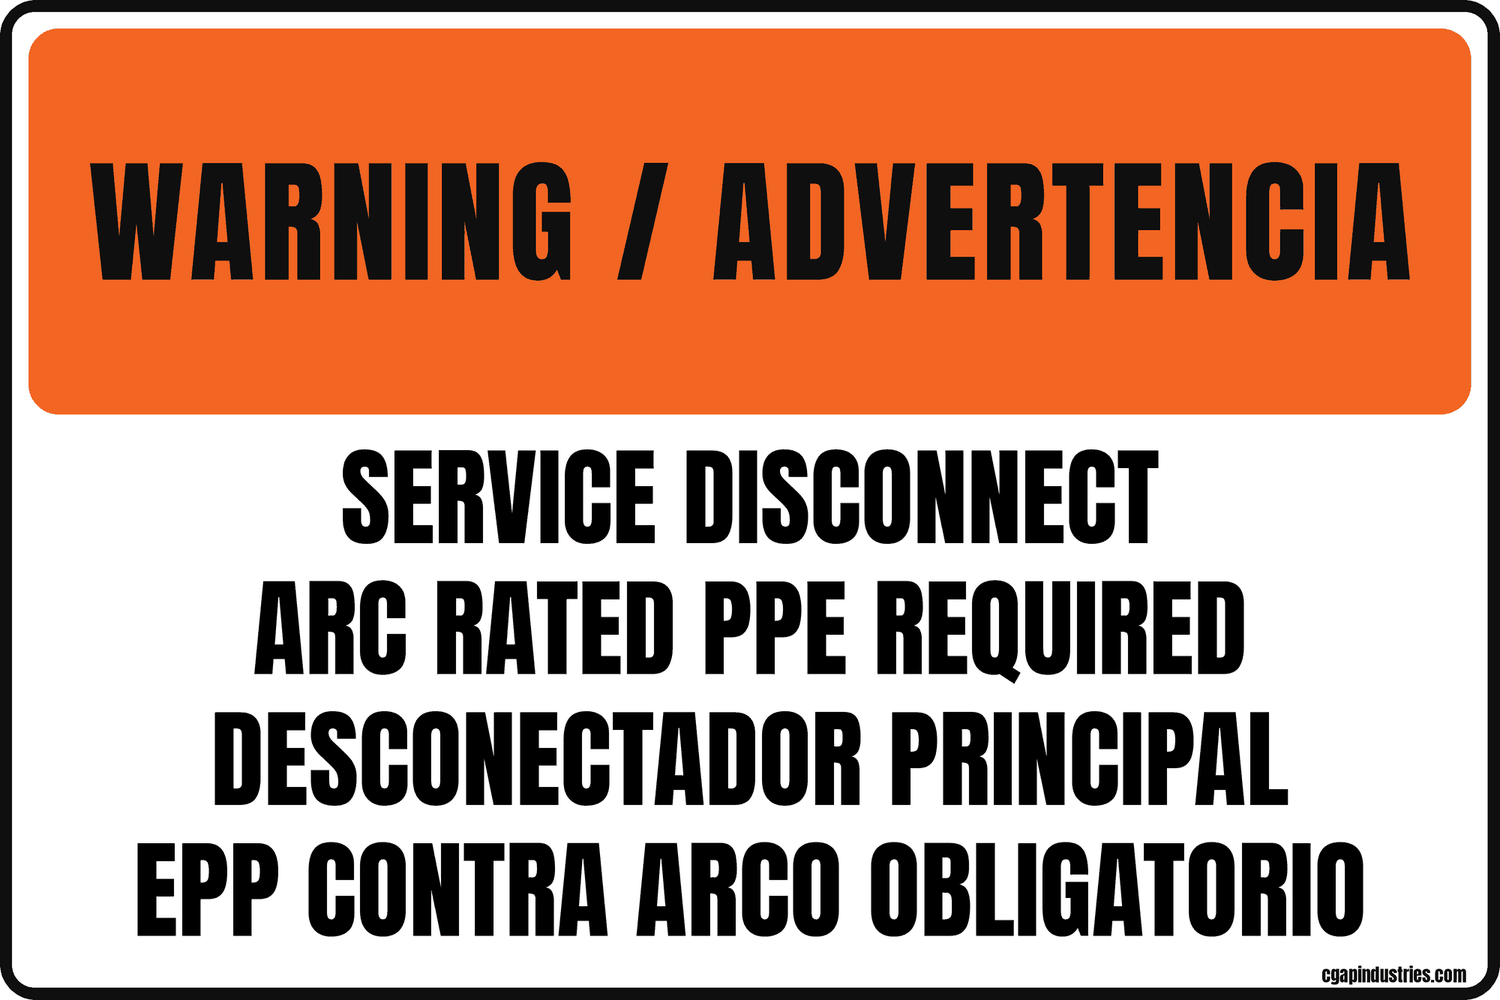 WARNING / ADVERTENCIA
SERVICE DISCONNECT
ARC RATED PPE REQUIRED
DESCONECTADOR PRINCIPAL
EPP CONTRA ARCO OBLIGATORIO
cgapindustries.com